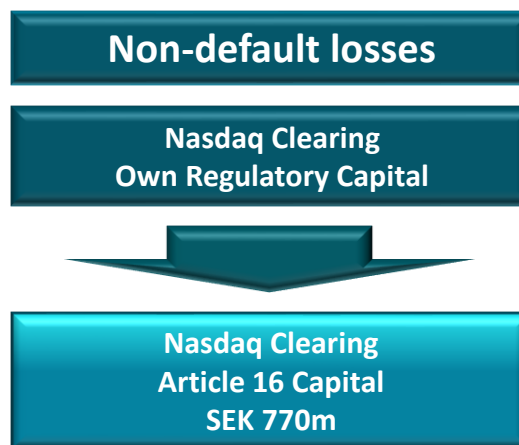 Non-default losses
Nasdaq Clearing
Own Regulatory Capital
Nasdaq Clearing
Article 16 Capital
SEK 770m